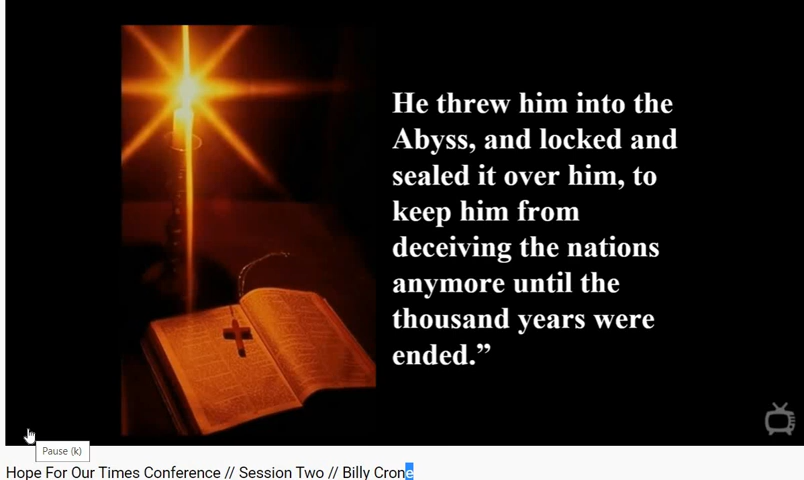 He threw him into the
Abyss, and locked and
sealed it over him, to
keep him from
deceiving the nations
anymore until the
thousand years were
ended.”
Pause (k)
Hope For Our Times Conference // Session Two // Billy Crone